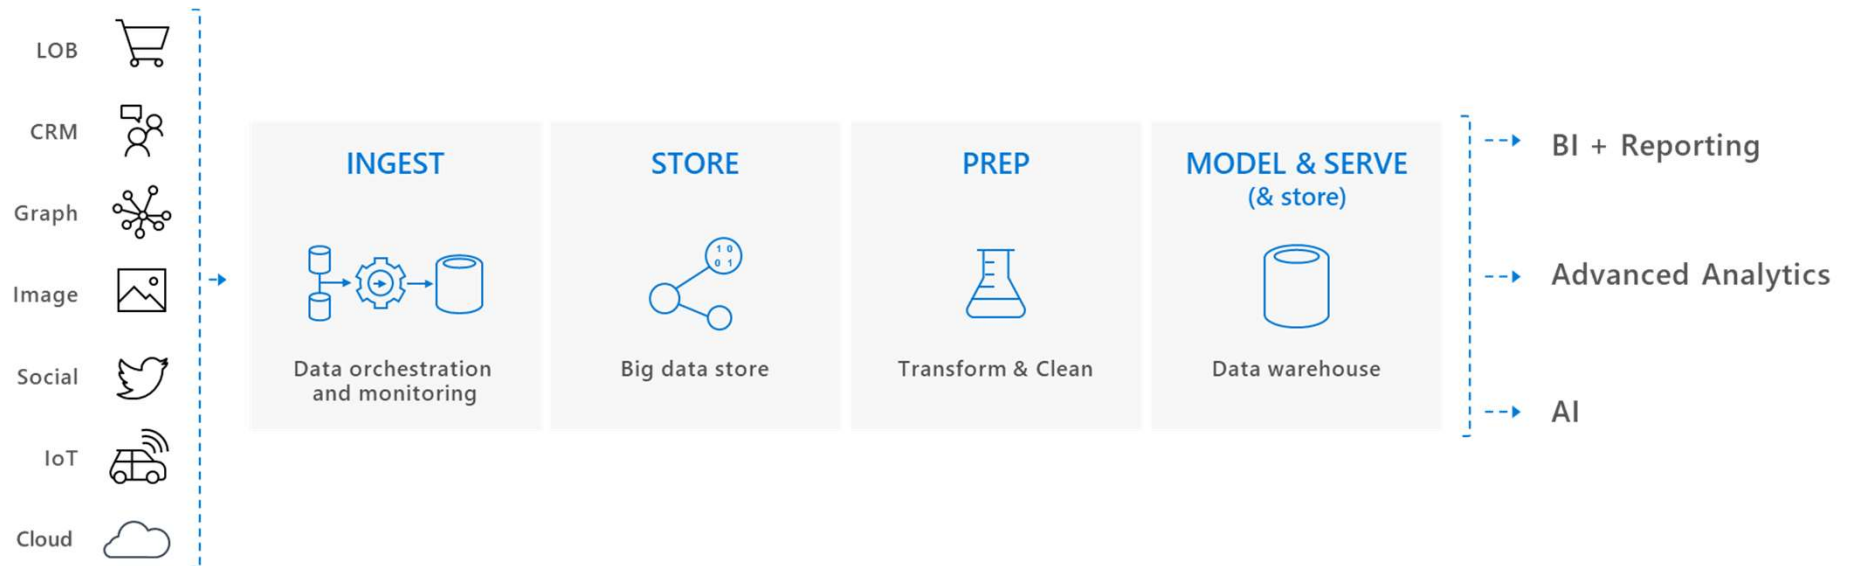 LOB
CRM
Graph
Image
Social
IoT
Cloud
INGEST
Data orchestration
and monitoring
STORE
1 0
0 1
Big data store
PREP
Transform & Clean
MODEL & SERVE
(& store)
Data warehouse
BI + Reporting
Advanced Analytics
AI